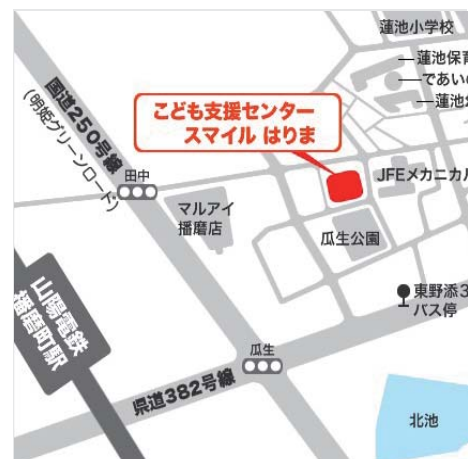 蓮池小学校
蓮池保育
であいの
蓮池
国道250号線
(明姫グリーンロード)
こども支援センター
スマイル はりま
田中
マルアイ
播磨店
JFEメカニカル
瓜生公園
東野添3
バス停
山陽電鉄
播磨町駅
瓜生
県道382号線
北池